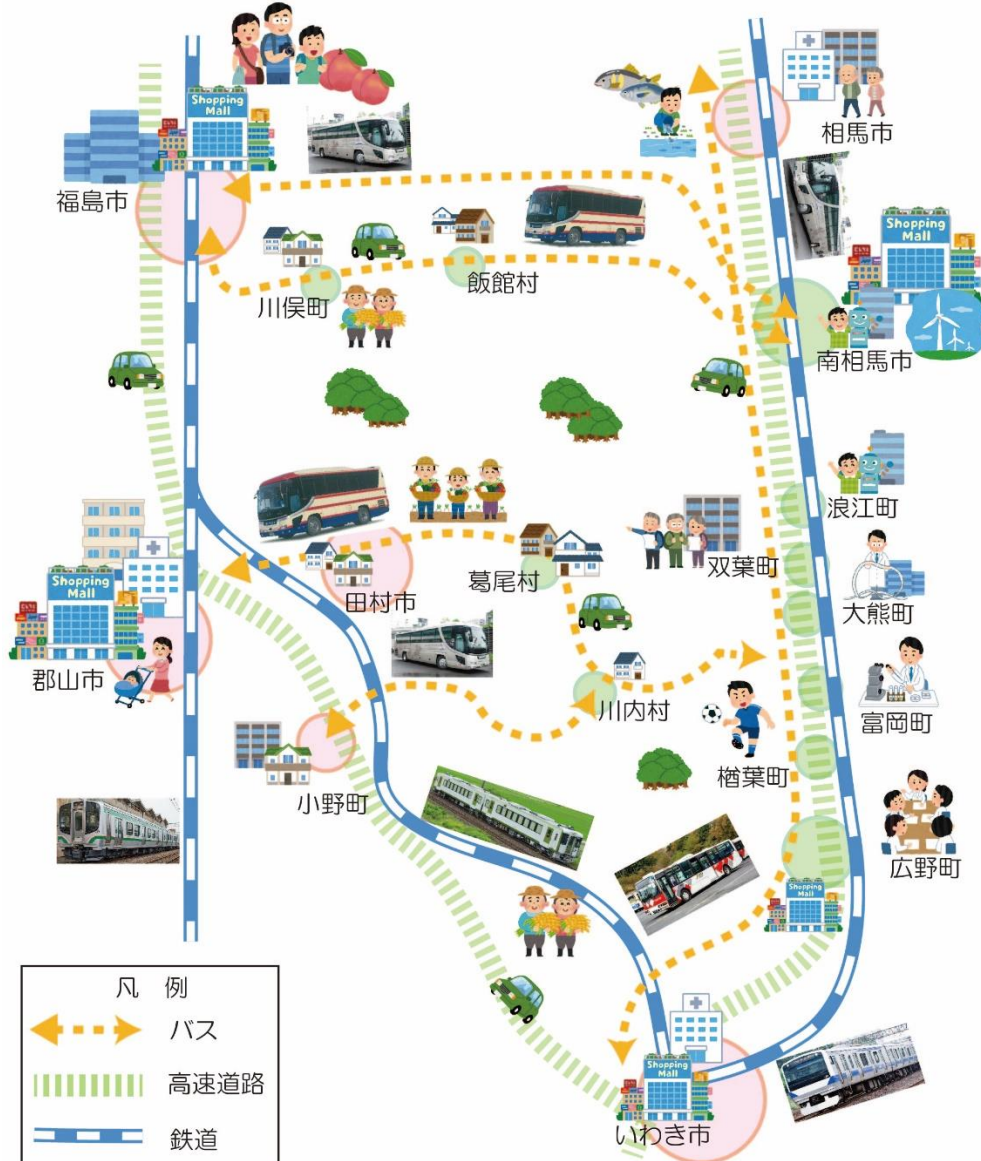 Shopping
Mall
福島市
相馬市
Shopping
Mall
川俣町
飯館村
南相馬市
浪江町
双葉町
葛尾村
田村市
大熊町
Shopping
Mall
郡山市
川内村
富岡町
小野町
楢葉町
広野町
Shopping
Mall
Shopping
Mall
いわき市
凡 例
バス
高速道路
鉄道